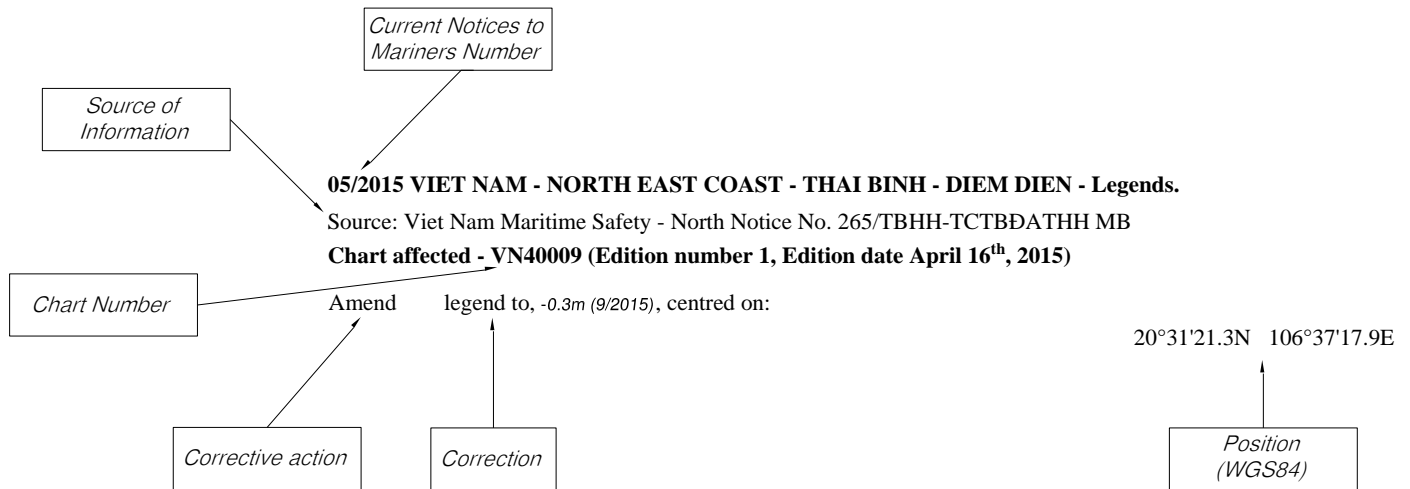 Current Notices to
Mariners Number
Source of
Information
05/2015 VIET NAM - NORTH EAST COAST - THAI BINH - DIEM DIEN - Legends.
Source: Viet Nam Maritime Safety - North Notice No. 265/TBHH-TCTBĐATHH MB
Chart affected - VN40009 (Edition number 1, Edition date April 16th, 2015)
Chart Number
Amend legend to, -0.3m (9/2015), centred on:
20°31'21.3N 106°37'17.9E
Corrective action
Correction
Position
(WGS84)